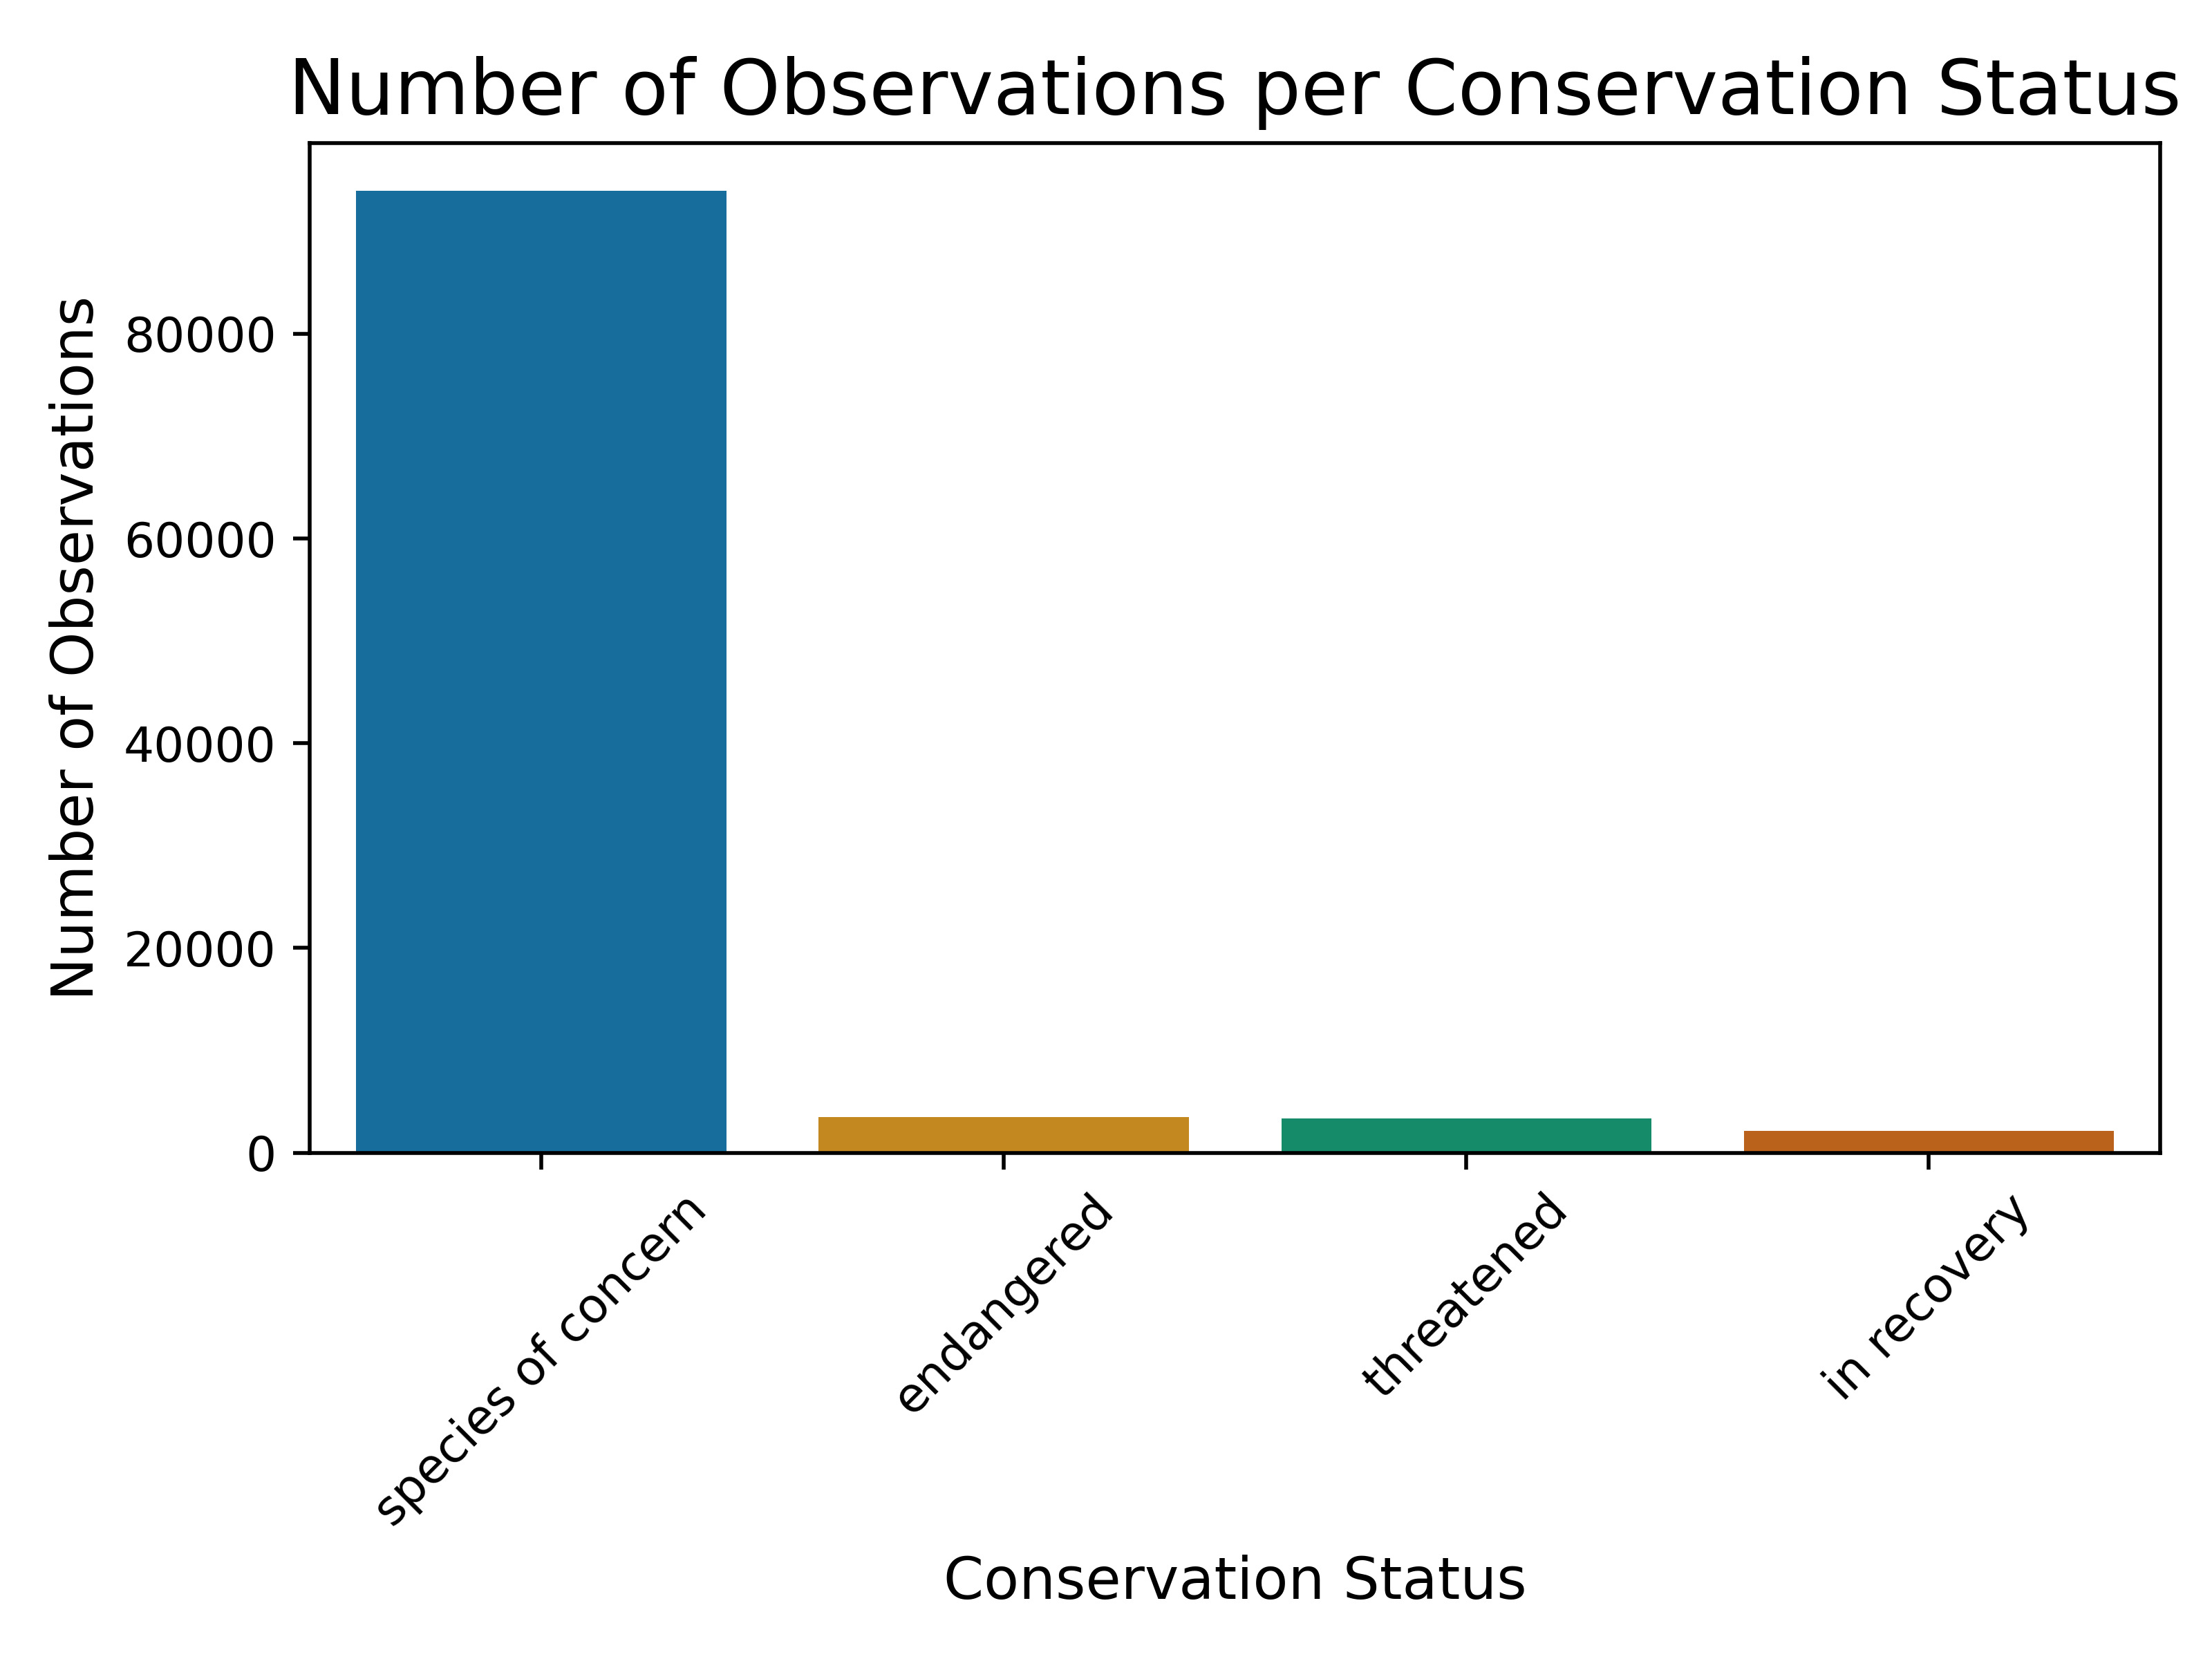 Number of Observations per Conservation Status
Number of Observations
80000
60000
40000
20000
0
species of concern
endangered
threatened
in recovery
Conservation Status